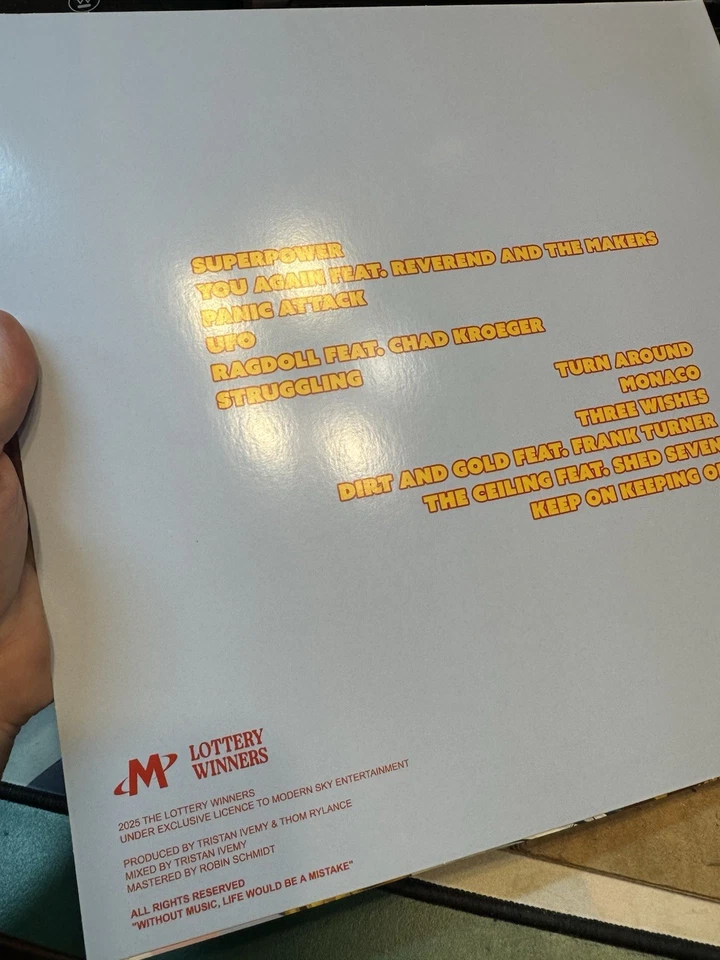 SUPERPOWER
YOU AGAIN FEAT. REVEREND AND THE MAKERS
PANIC ATTACK
UFO
RAGDOLL FEAT. CHAD KROEGER
STRUGGLING
TURN AROUND
MONACO
THREE WISHES
DIRT AND GOLD FEAT. FRANK TURNER
THE CEILING FEAT. SHED SEVEN
KEEP ON KEEPING
M LOTTERY
WINNERS
2025 THE LOTTERY WINNERS
UNDER EXCLUSIVE LICENCE TO MODERN SKY ENTERTAINMENT
PRODUCED BY TRISTAN IVEMY & THOM RYLANCE
MIXED BY TRISTAN IVEMY
MASTERED BY ROBIN SCHMIDT
ALL RIGHTS RESERVED
"WITHOUT MUSIC, LIFE WOULD BE A MISTAKE"